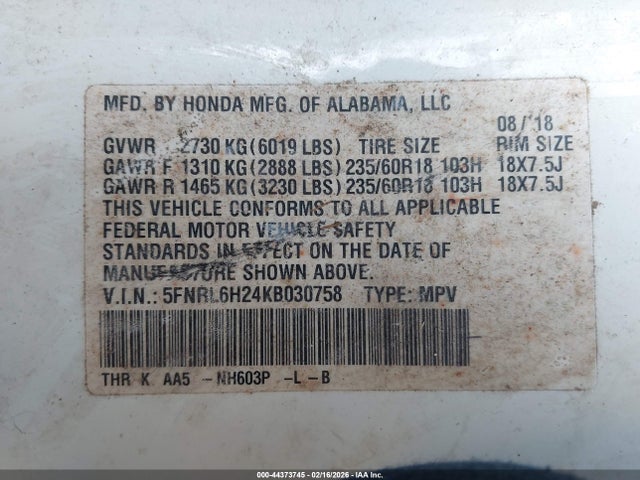 MFD. BY HONDA MFG. OF ALABAMA, LLC
08/'18
GVWR 2730 KG(6019 LBS) TIRE SIZE RIM SIZE
GAWR F 1310 KG(2888 LBS)235/60R18 103H 18X7.5J
GAWR R 1465 KG(3230 LBS)235/60R18 103H 18X7.5J
THIS VEHICLE CONFORMS TO ALL APPLICABLE
FEDERAL MOTOR VEHICLE SAFETY
STANDARDS IN EFFECT ON THE DATE OF
MANUFACTURE SHOWN ABOVE.
V.I.N.: 5FNRL6H24KB030758 TYPE: MPV
THR K AA5 -NH603P -L-B
000-44373745 - 02/16/2026 - IAA Inc.